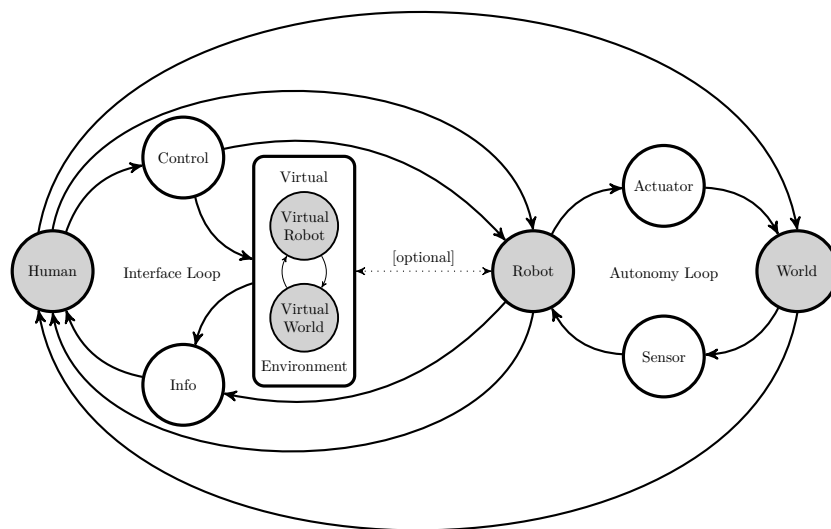 Control
Virtual
Actuator
Virtual
Robot
[optional]
Human
Interface Loop
Robot
Autonomy Loop
World
Virtual
World
Environment
Info
Sensor